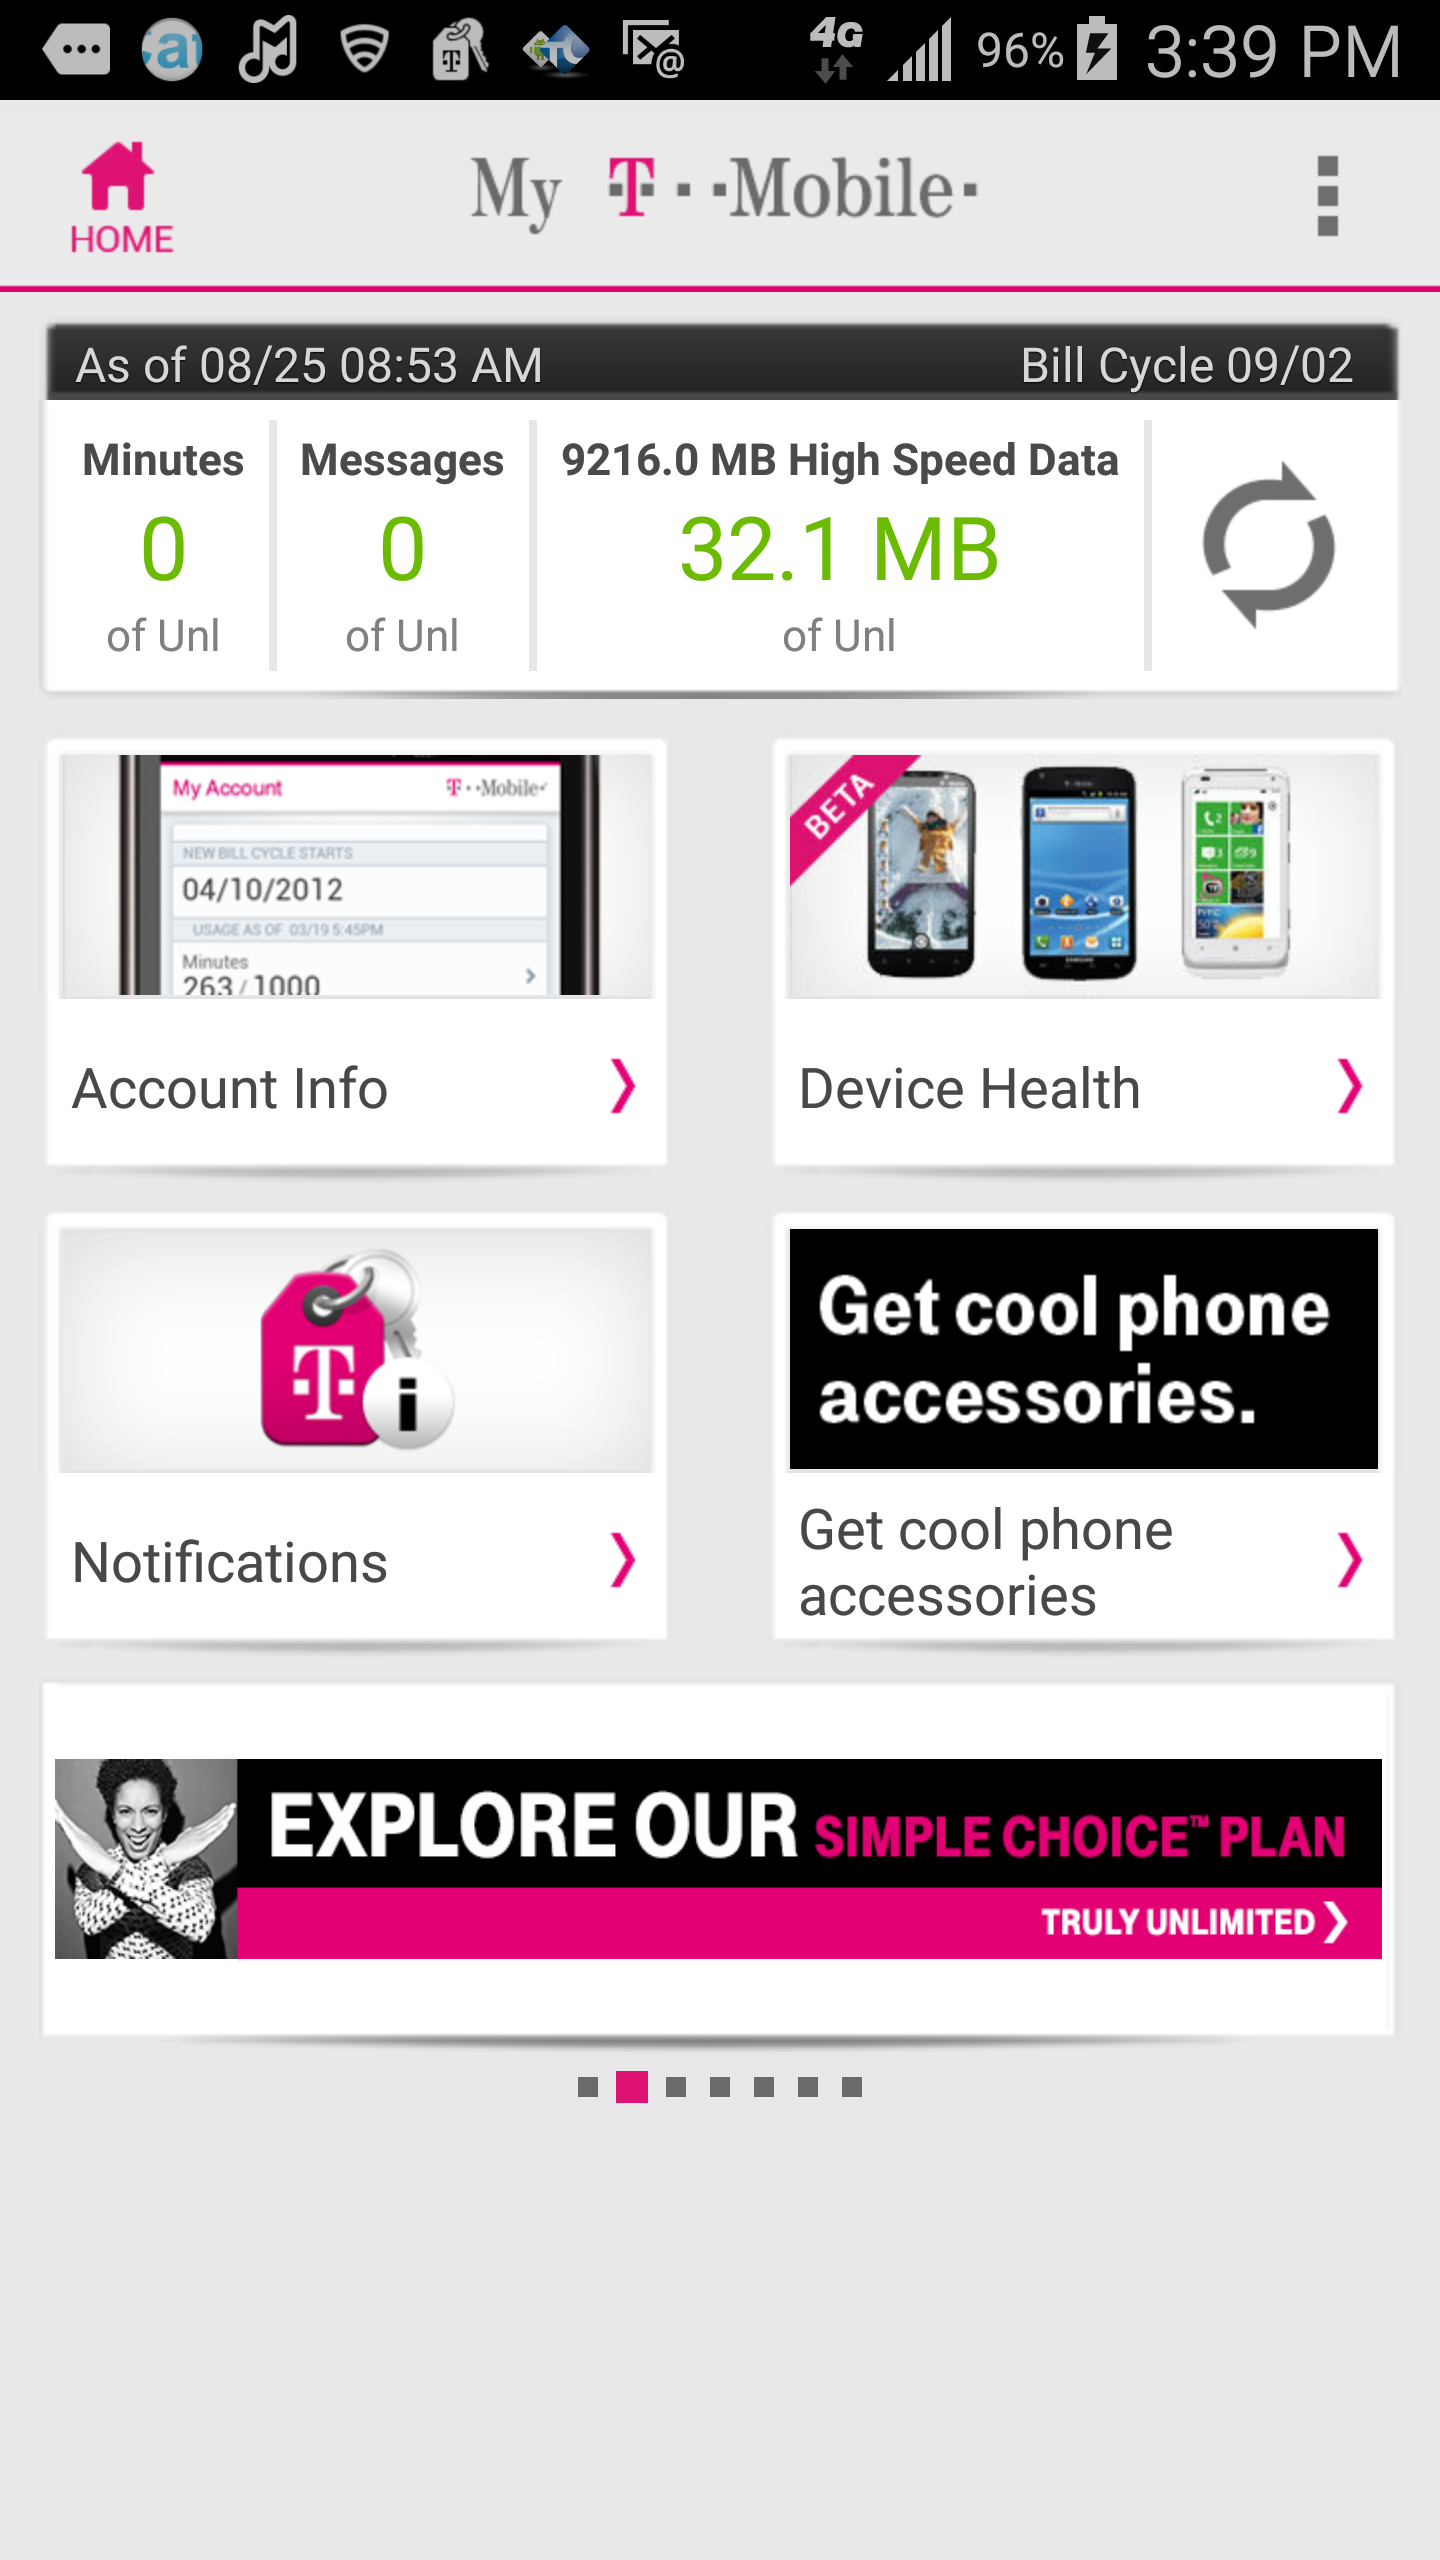 4G 96% 3:39 PM
HOME
My T··Mobile·
As of 08/25 08:53 AM
Bill Cycle 09/02
Minutes
0
of Unl
Messages
0
of Unl
9216.0 MB High Speed Data
32.1 MB
of Unl
My Account
T··Mobile·
NEW BILL CYCLE STARTS
04/10/2012
USAGE AS OF 03/19 5:45PM
Minutes
263 / 1000
Account Info
BETA
Device Health
T i
Notifications
Get cool phone
accessories.
Get cool phone
accessories
EXPLORE OUR SIMPLE CHOICE™ PLAN
TRULY UNLIMITED